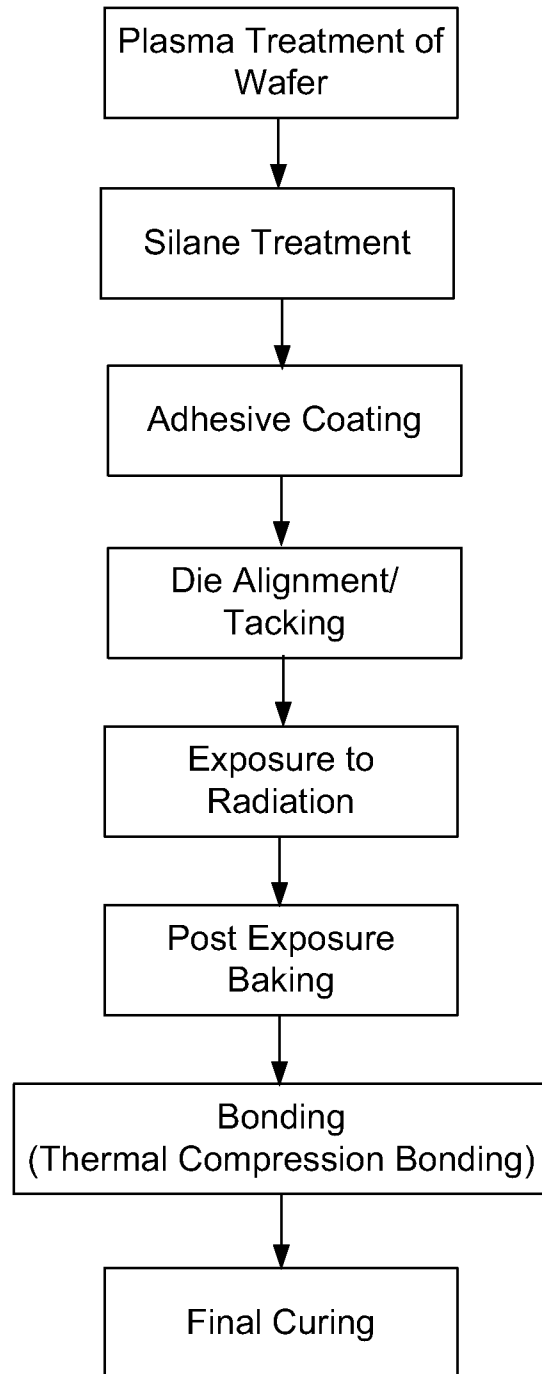 Plasma Treatment of
Wafer
Silane Treatment
Adhesive Coating
Die Alignment/
Tacking
Exposure to
Radiation
Post Exposure
Baking
Bonding
(Thermal Compression Bonding)
Final Curing